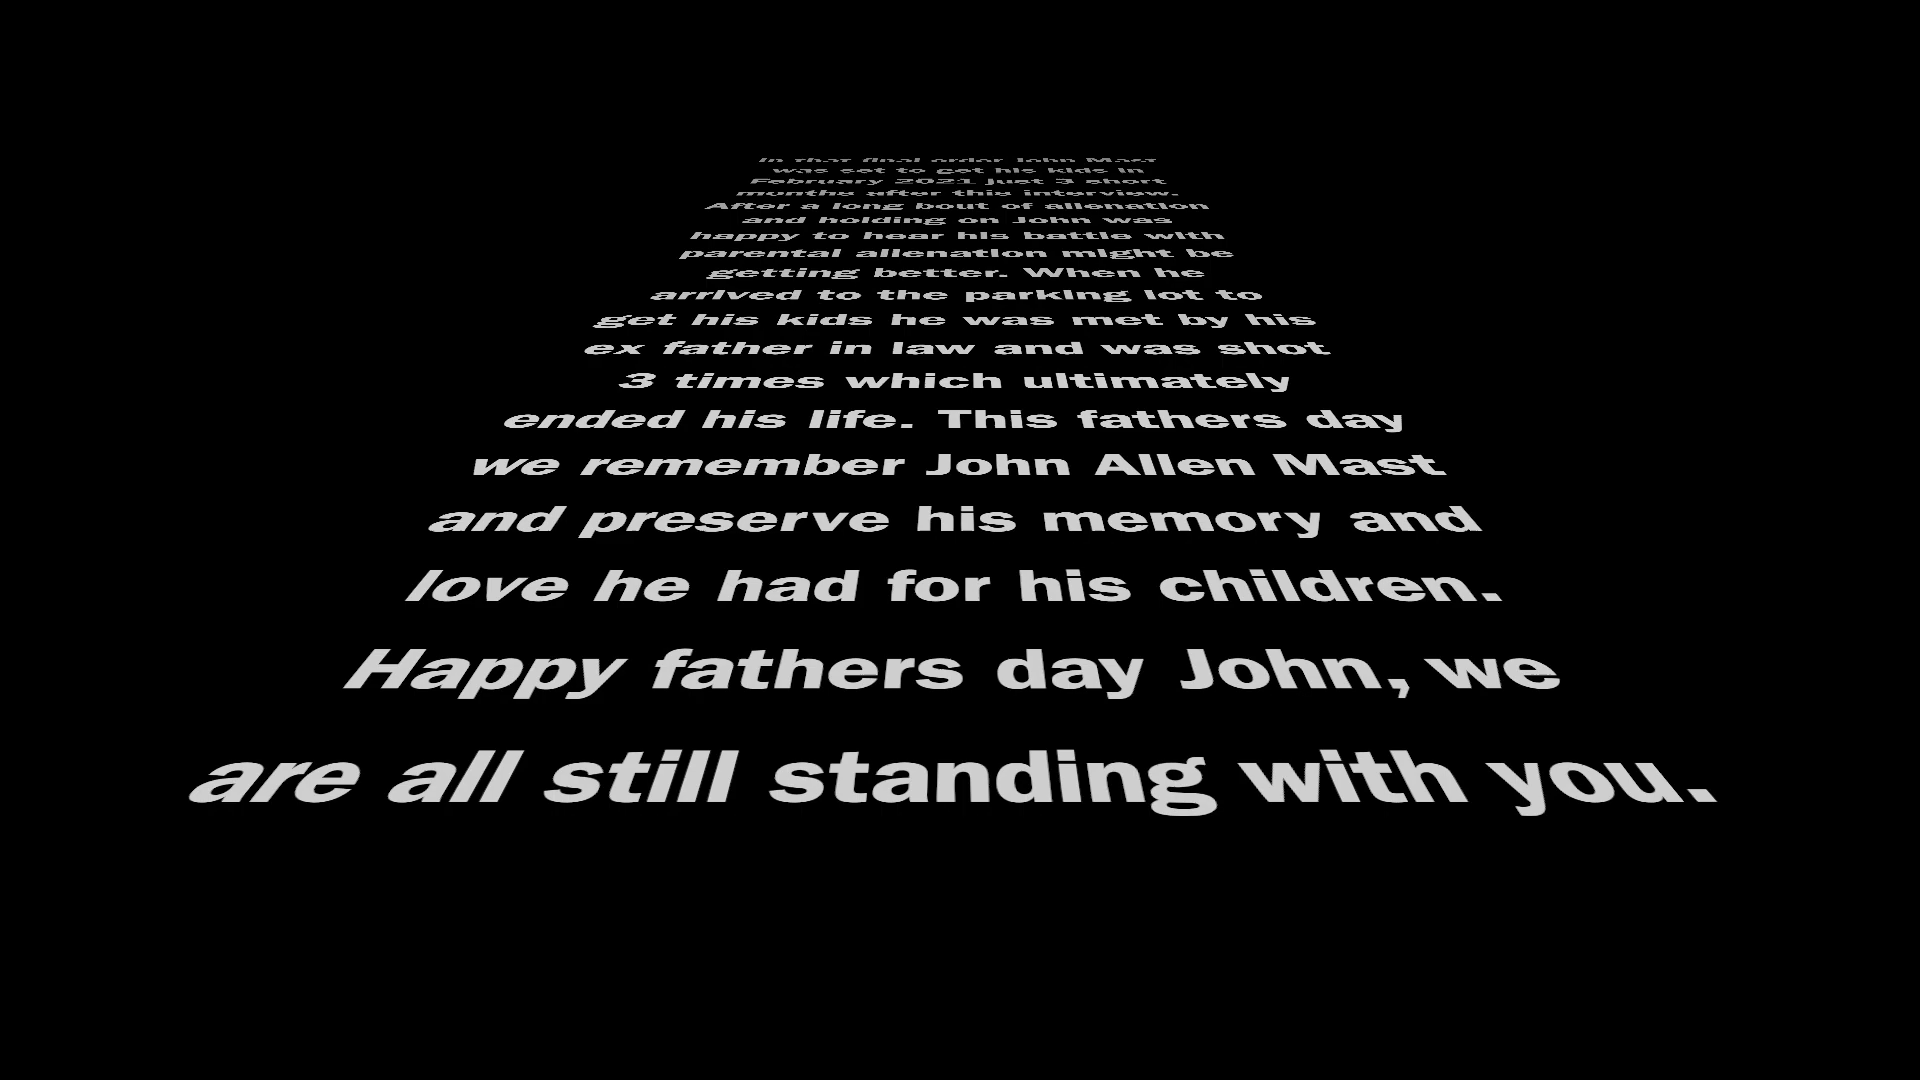 In that final order John Mast
was set to get his kids in
February 2021 just 3 short
months after this interview.
After a long bout of alienation
and holding on John was
happy to hear his battle with
parental alienation might be
getting better. When he
arrived to the parking lot to
get his kids he was met by his
ex father in law and was shot
3 times which ultimately
ended his life. This fathers day
we remember John Allen Mast
and preserve his memory and
love he had for his children.
Happy fathers day John, we
are all still standing with you.